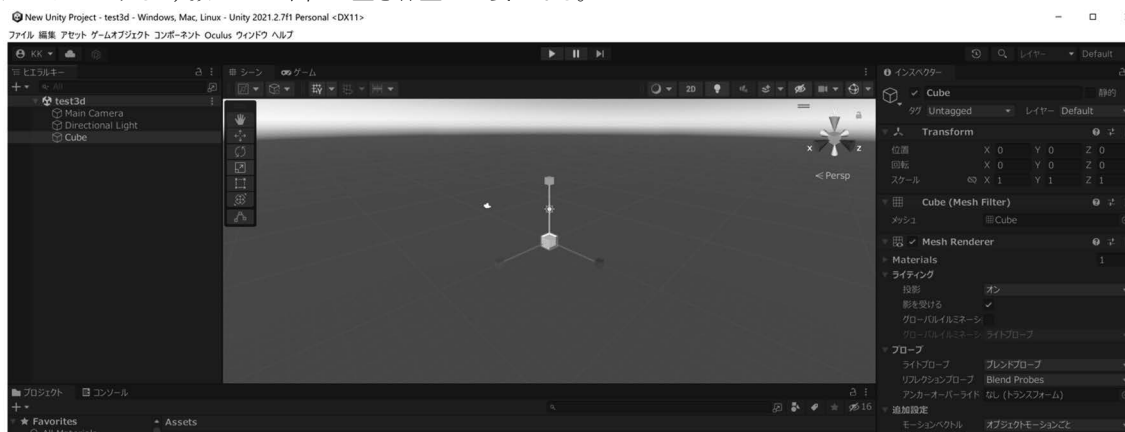 New Unity Project - test3d - Windows, Mac, Linux - Unity 2021.2.7f1 Personal <DX11>
ファイル 編集 アセット ゲームオブジェクト コンポーネント Oculus ウィンドウ ヘルプ
KK
レイヤー Default
ヒエラルキー
シーン ゲーム
インスペクター
All
2D
test3d
Main Camera
Directional Light
Cube
x z
Persp
Cube 静的
タグ Untagged レイヤー Default
Transform
位置 X 0 Y 0 Z 0
回転 X 0 Y 0 Z 0
スケール X 1 Y 1 Z 1
Cube (Mesh Filter)
メッシュ Cube
Mesh Renderer
Materials 1
ライティング
投影 オン
影を受ける
グローバルイルミネーシ
グローバルイルミネーシ ライトプローブ
プローブ
ライトプローブ ブレンドプローブ
リフレクションプローブ Blend Probes
アンカーオーバーライド なし (トランスフォーム)
追加設定
モーションベクトル オブジェクトモーションごと
プロジェクト コンソール
16
Favorites Assets